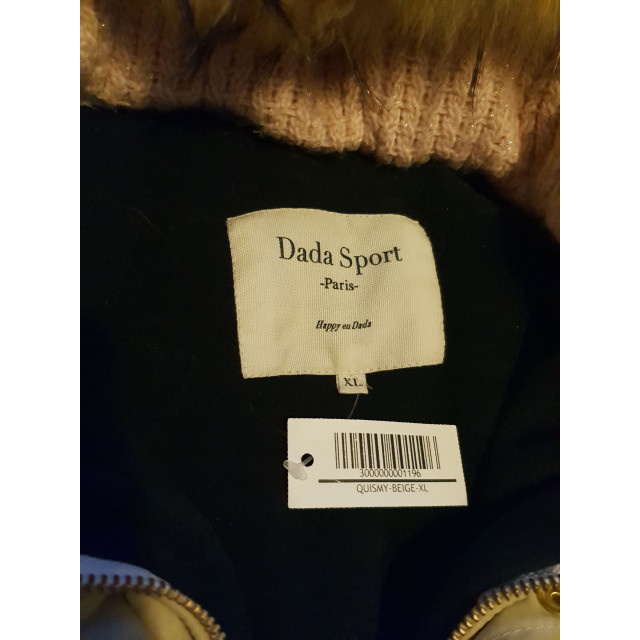 Dada Sport
-Paris-
Happy en Dada
XL
3000000001196
QUISMY-BEIGE-XL